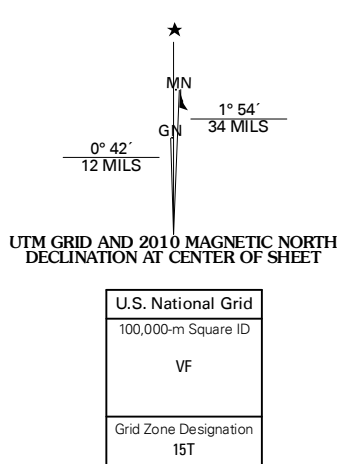 MN
1° 54´
34 MILS
GN
0° 42´
12 MILS
UTM GRID AND 2010 MAGNETIC NORTH
DECLINATION AT CENTER OF SHEET
U.S. National Grid
100,000-m Square ID
VF
Grid Zone Designation
15T